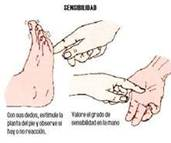 SENSIBILIDAD
Con sus dedos, estimule la
planta del pie y observe si
hay o no reacción.
Valore el grado de
sensibilidad en la mano